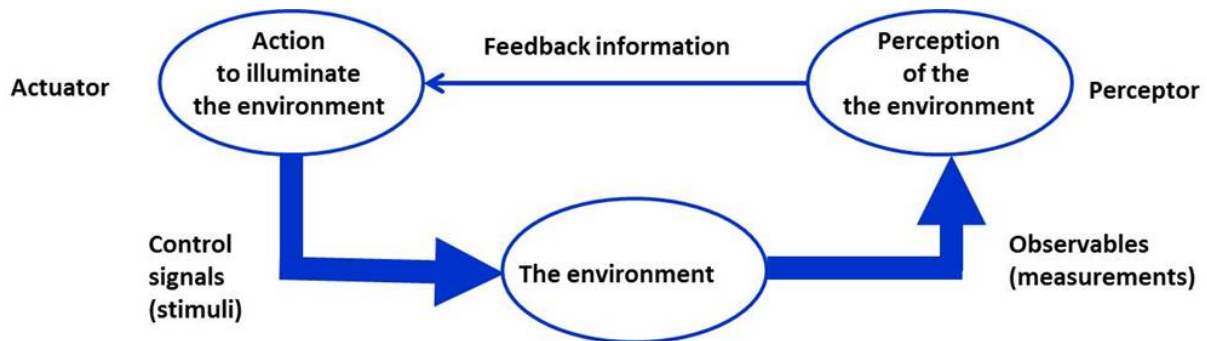 Actuator
Action
to illuminate
the environment
Feedback information
Perception
of the
the environment
Perceptor
Control
signals
(stimuli)
The environment
Observables
(measurements)